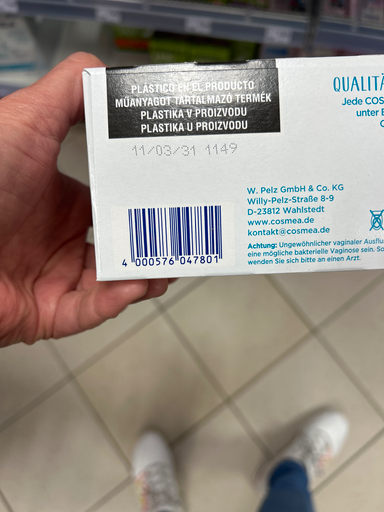 PLÁSTICO EN EL PRODUCTO
MŰANYAGOT TARTALMAZÓ TERMÉK
PLASTIKA V PROIZVODU
PLASTIKA U PROIZVODU
11/03/31 1149
QUALITÄ
Jede COS
unter E
W. Pelz GmbH & Co. KG
Willy-Pelz-Straße 8-9
D-23812 Wahlstedt
www.cosmea.de
kontakt@cosmea.de
Achtung: Ungewöhnlicher vaginaler Ausflus
eine mögliche bakterielle Vaginose sein. So
wenden Sie sich bitte an einen Arzt.
4 000576 047801